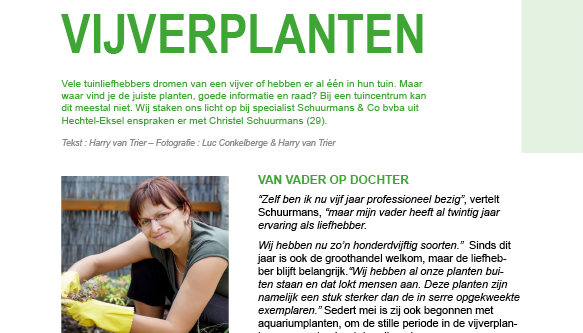 VIJVERPLANTEN
Vele tuinliefhebbers dromen van een vijver of hebben er al één in hun tuin. Maar
waar vind je de juiste planten, goede informatie en raad? Bij een tuincentrum kan
dit meestal niet. Wij staken ons licht op bij specialist Schuurmans & Co bvba uit
Hechtel-Eksel enspraken er met Christel Schuurmans (29).
Tekst : Harry van Trier – Fotografie : Luc Conkelberge & Harry van Trier
VAN VADER OP DOCHTER
“Zelf ben ik nu vijf jaar professioneel bezig”, vertelt
Schuurmans, “maar mijn vader heeft al twintig jaar
ervaring als liefhebber.
Wij hebben nu zo’n honderdvijftig soorten.” Sinds dit
jaar is ook de groothandel welkom, maar de liefheb-
ber blijft belangrijk.“Wij hebben al onze planten bui-
ten staan en dat lokt mensen aan. Deze planten zijn
namelijk een stuk sterker dan de in serre opgekweekte
exemplaren.” Sedert mei is zij ook begonnen met
aquariumplanten, om de stille periode in de vijverplan-